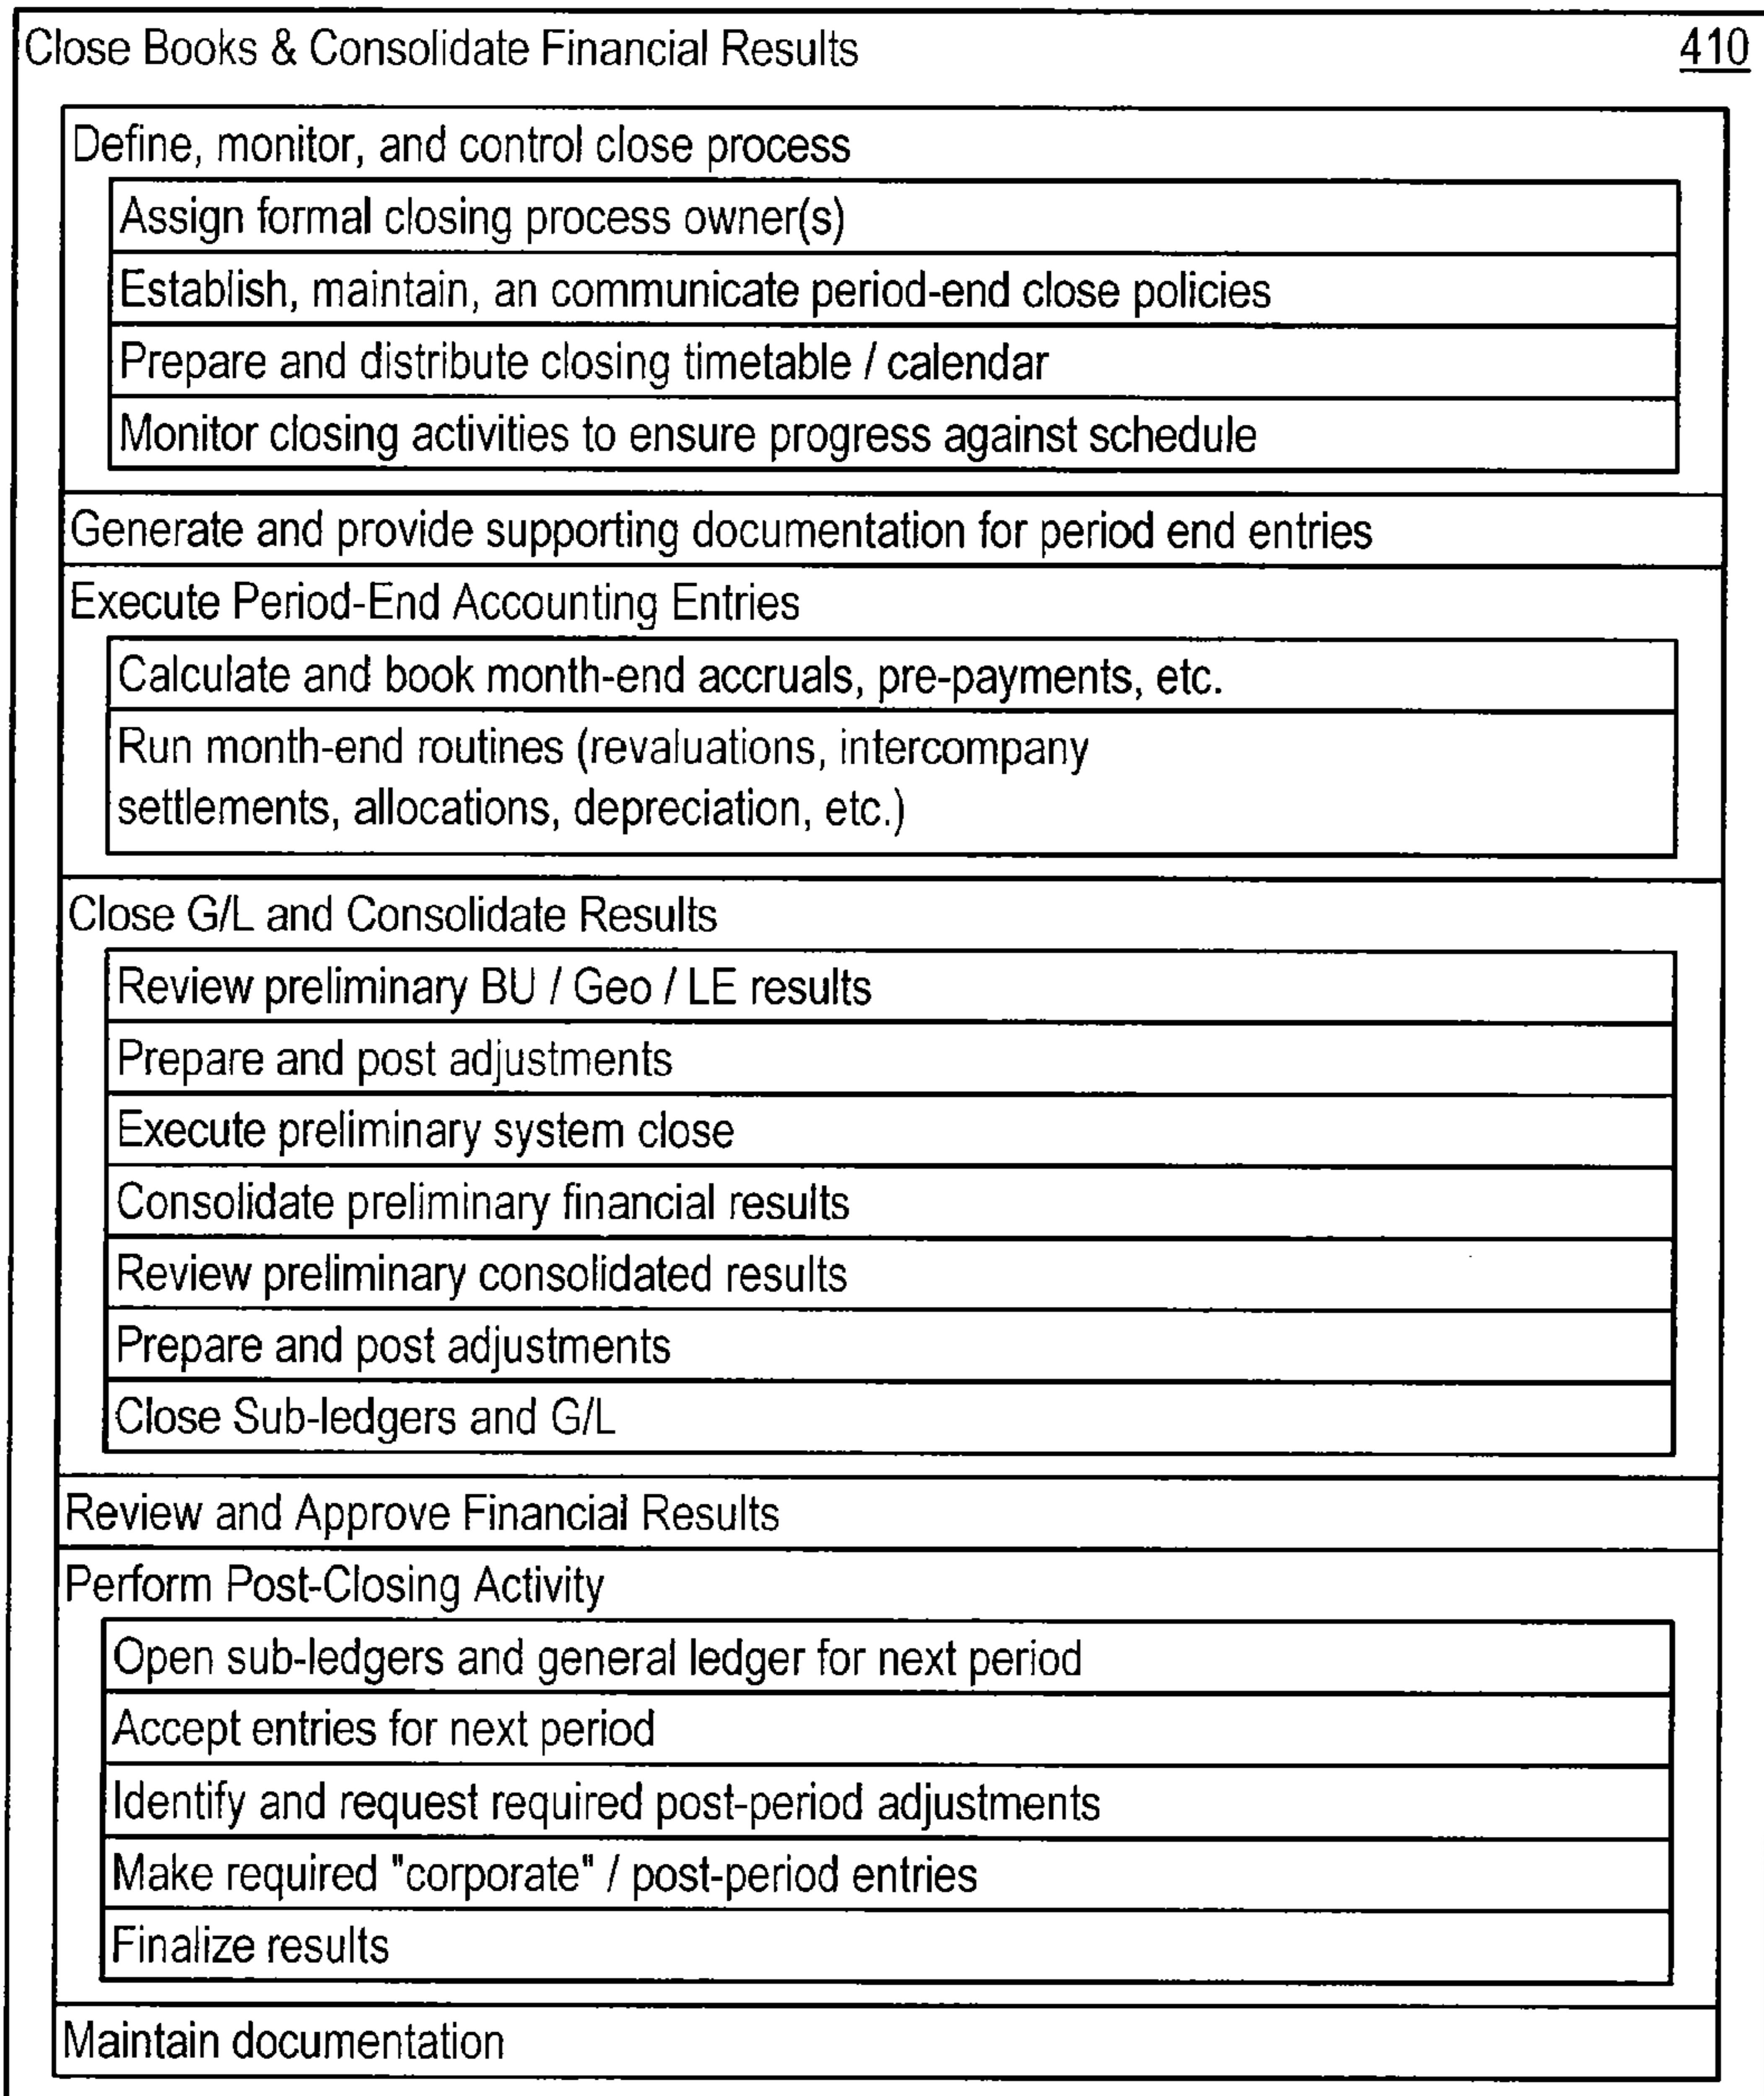 Close Books & Consolidate Financial Results 410
Define, monitor, and control close process
Assign formal closing process owner(s)
Establish, maintain, an communicate period-end close policies
Prepare and distribute closing timetable / calendar
Monitor closing activities to ensure progress against schedule
Generate and provide supporting documentation for period end entries
Execute Period-End Accounting Entries
Calculate and book month-end accruals, pre-payments, etc.
Run month-end routines (revaluations, intercompany
settlements, allocations, depreciation, etc.)
Close G/L and Consolidate Results
Review preliminary BU / Geo / LE results
Prepare and post adjustments
Execute preliminary system close
Consolidate preliminary financial results
Review preliminary consolidated results
Prepare and post adjustments
Close Sub-ledgers and G/L
Review and Approve Financial Results
Perform Post-Closing Activity
Open sub-ledgers and general ledger for next period
Accept entries for next period
Identify and request required post-period adjustments
Make required "corporate" / post-period entries
Finalize results
Maintain documentation